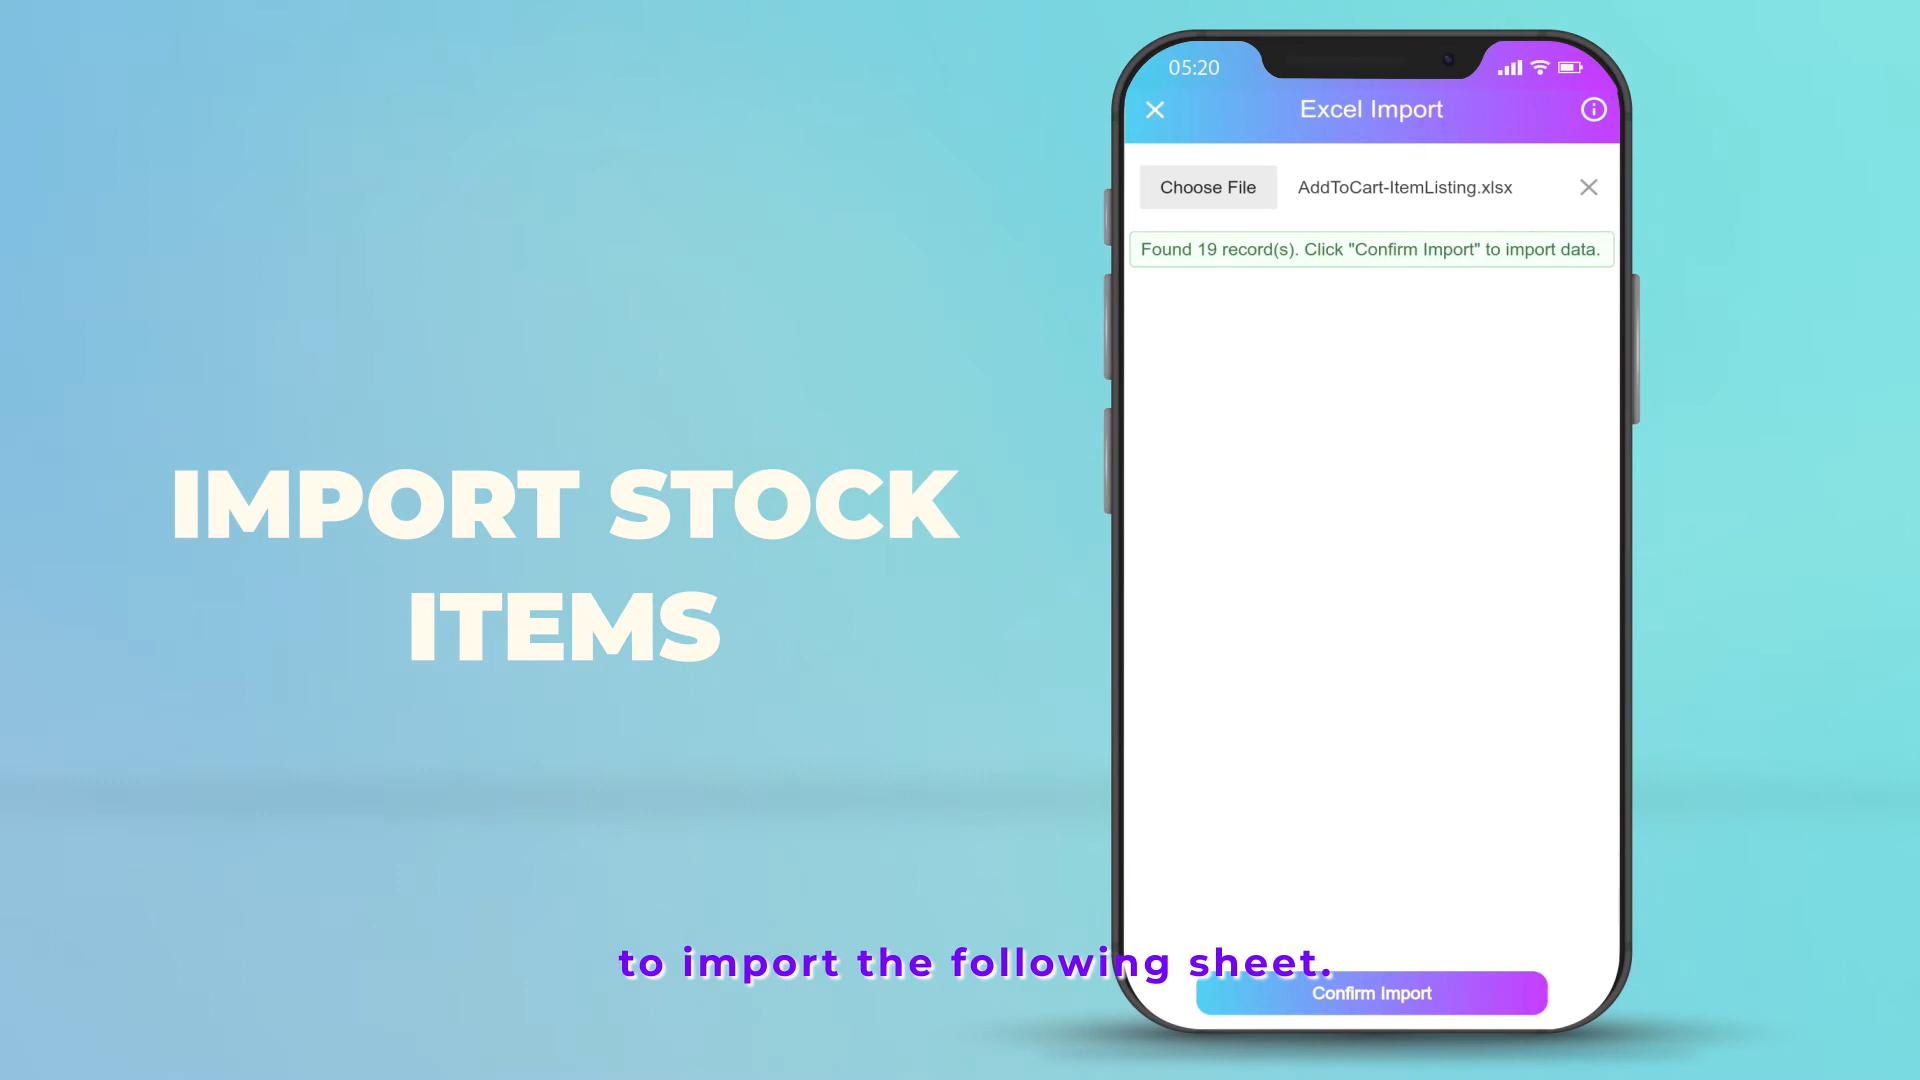 IMPORT STOCK
ITEMS
05:20
Excel Import
Choose File
AddToCart-ItemListing.xlsx
Found 19 record(s). Click "Confirm Import" to import data.
to import the following sheet.
Confirm Import